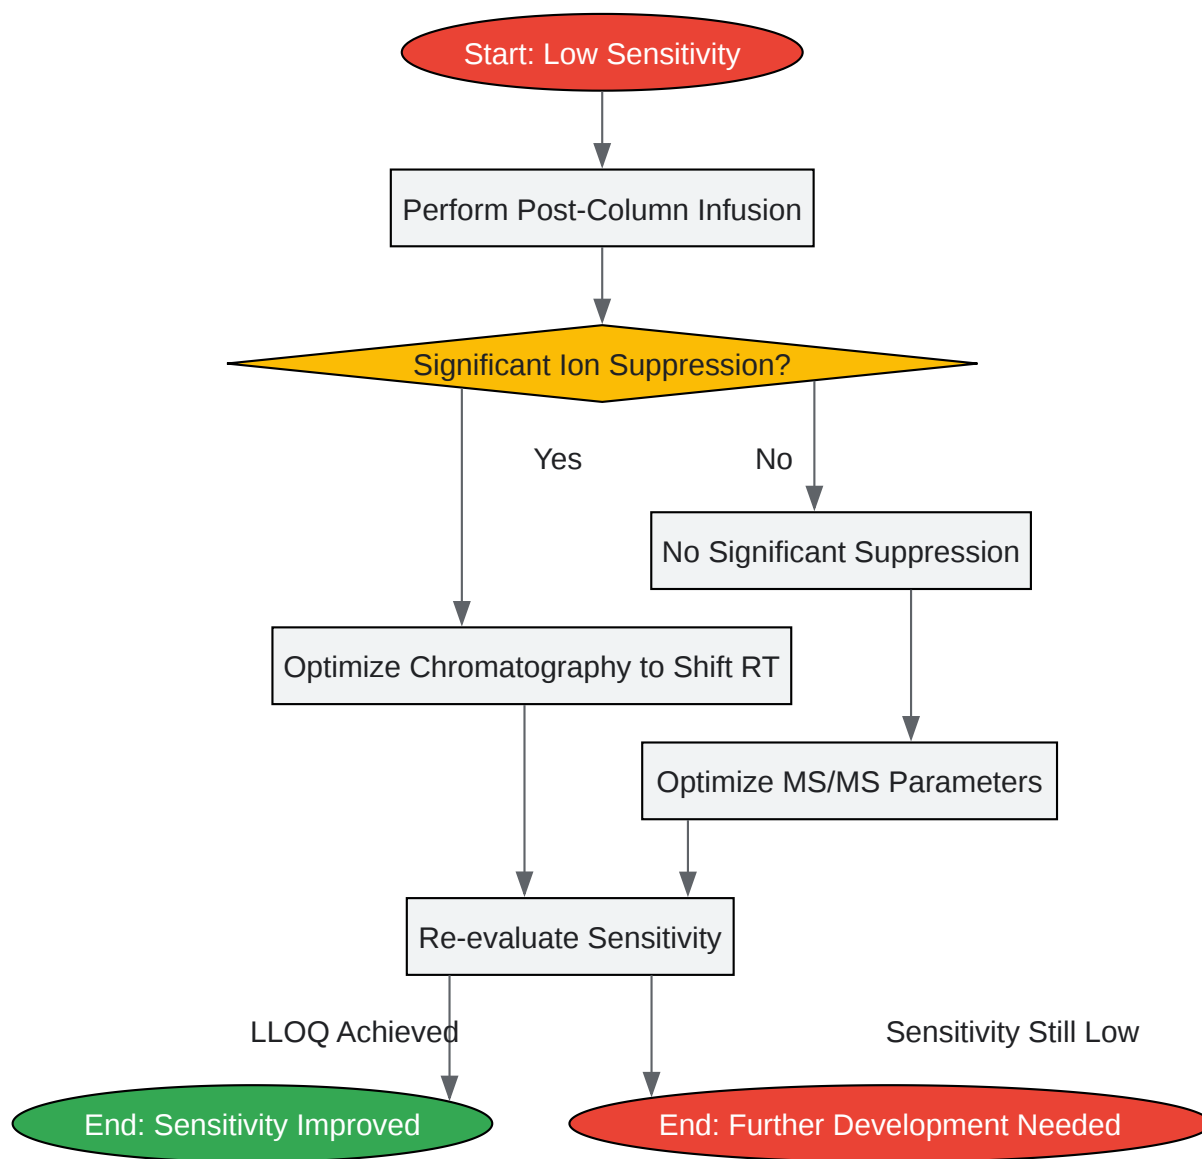 Start: Low Sensitivity
Perform Post-Column Infusion
Significant Ion Suppression?
Yes
No
No Significant Suppression
Optimize Chromatography to Shift RT
Optimize MS/MS Parameters
Re-evaluate Sensitivity
LLOQ Achieved
Sensitivity Still Low
End: Sensitivity Improved
End: Further Development Needed